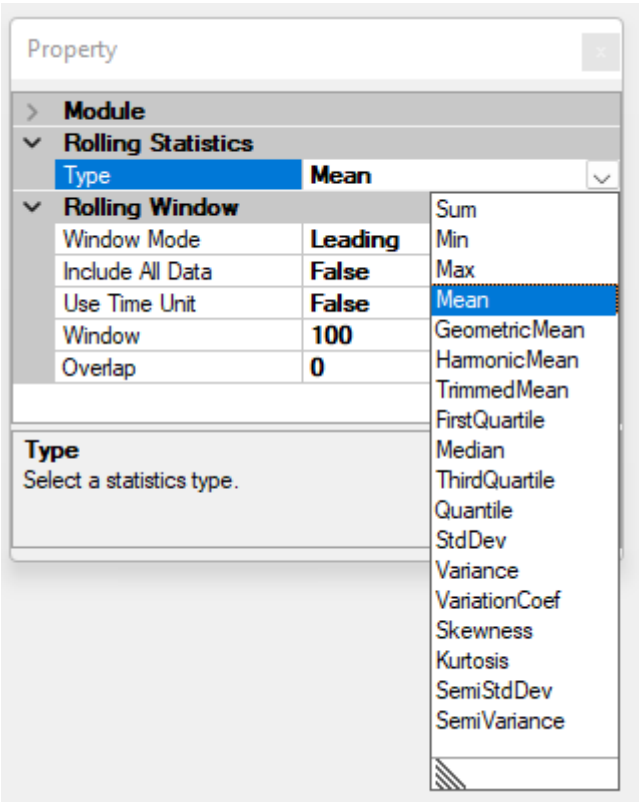 Property
x
Module
Rolling Statistics
Type Mean
Rolling Window
Window Mode Leading
Include All Data False
Use Time Unit False
Window 100
Overlap 0
Type
Select a statistics type.
Sum
Min
Max
Mean
GeometricMean
HarmonicMean
TrimmedMean
FirstQuartile
Median
ThirdQuartile
Quantile
StdDev
Variance
VariationCoef
Skewness
Kurtosis
SemiStdDev
SemiVariance